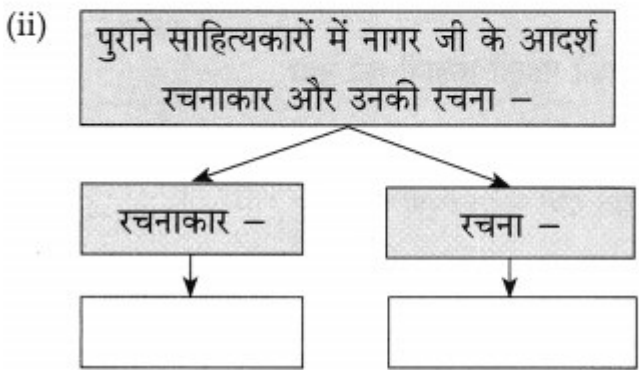 (ii)
पुराने साहित्यकारों में नागर जी के आदर्श
रचनाकार और उनकी रचना –
रचनाकार –
रचना –